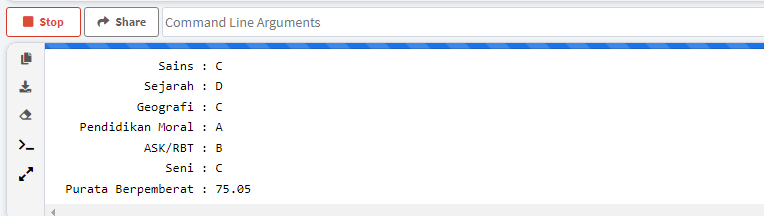 Stop Share Command Line Arguments
Sains : C
Sejarah : D
Geografi : C
Pendidikan Moral : A
ASK/RBT : B
Seni : C
Purata Berpemberat : 75.05